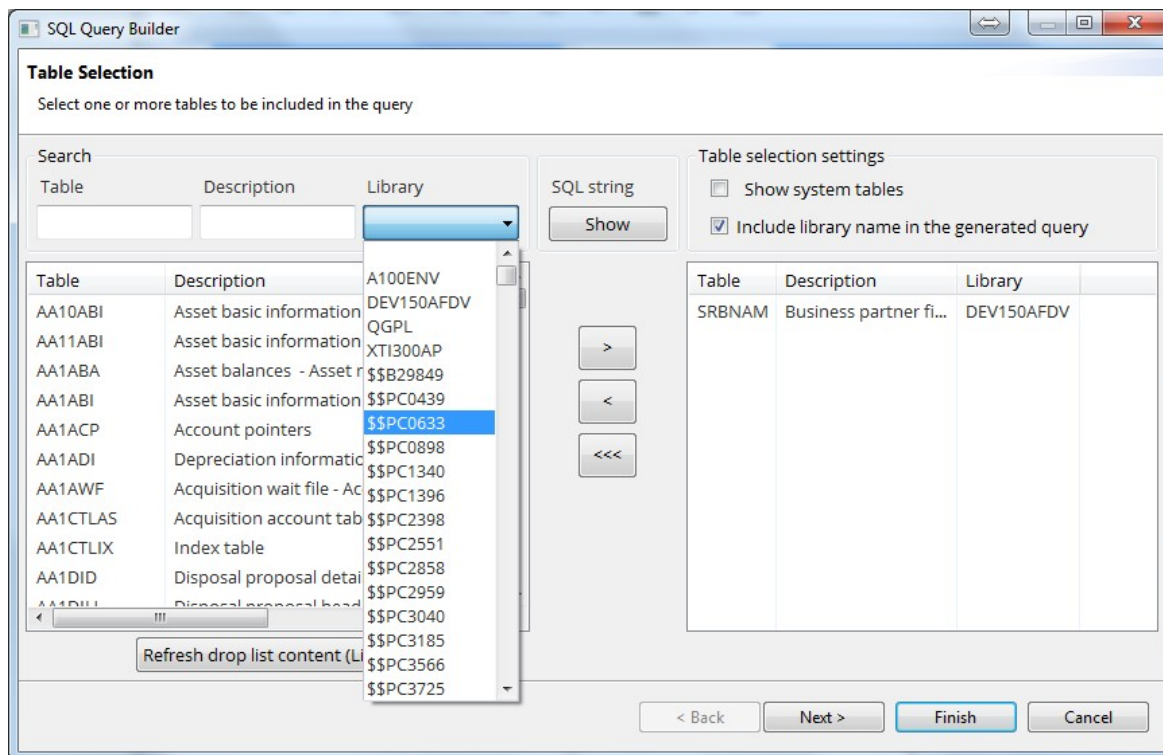 SQL Query Builder
Table Selection
Select one or more tables to be included in the query
Search
Table Description Library
SQL string
Show
Table selection settings
Show system tables
Include library name in the generated query
A100ENV
DEV150AFDV
QGPL
XTI300AP
$$B29849
$$PC0439
$$PC0633
$$PC0898
$$PC1340
$$PC1396
$$PC2398
$$PC2551
$$PC2858
$$PC2959
$$PC3040
$$PC3185
$$PC3566
$$PC3725
Table Description
AA10ABI Asset basic information
AA11ABI Asset basic information
AA1ABA Asset balances - Asset
AA1ABI Asset basic information
AA1ACP Account pointers
AA1ADI Depreciation informatio
AA1AWF Acquisition wait file - Ac
AA1CTLAS Acquisition account tab
AA1CTLIX Index table
AA1DID Disposal proposal detai
Disposal proposal head
Refresh drop list content (Li
>
<
<<<
Table Description Library
SRBNAM Business partner fi... DEV150AFDV
< Back Next > Finish Cancel